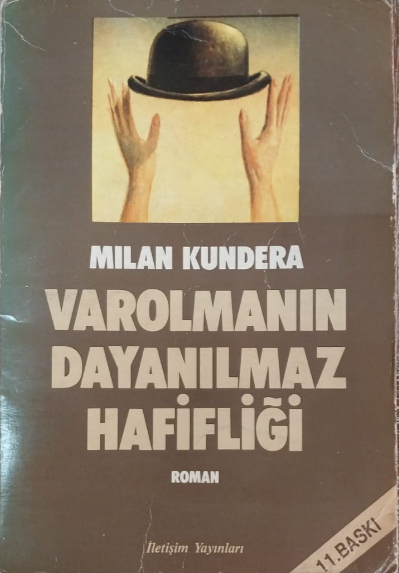 MILAN KUNDERA
VAROLMANIN
DAYANILMAZ
HAFİFLİĞİ
ROMAN
11. BASKI
İletişim Yayınları